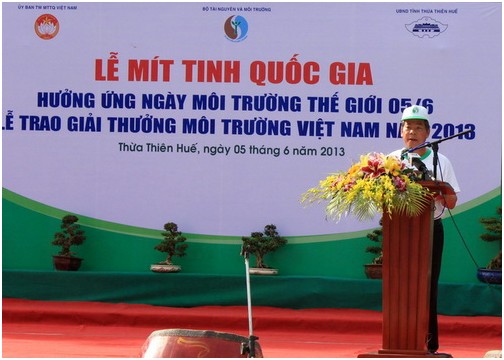 ỦY BAN TW MTTQ VIỆT NAM
BỘ TÀI NGUYÊN VÀ MÔI TRƯỜNG
UBND TỈNH THỪA THIÊN HUẾ
LỄ MÍT TINH QUỐC GIA
HƯỞNG ỨNG NGÀY MÔI TRƯỜNG THẾ GIỚI 05/6
LỄ TRAO GIẢI THƯỞNG MÔI TRƯỜNG VIỆT NAM 2013
Thừa Thiên Huế, ngày 05 tháng 6 năm 2013